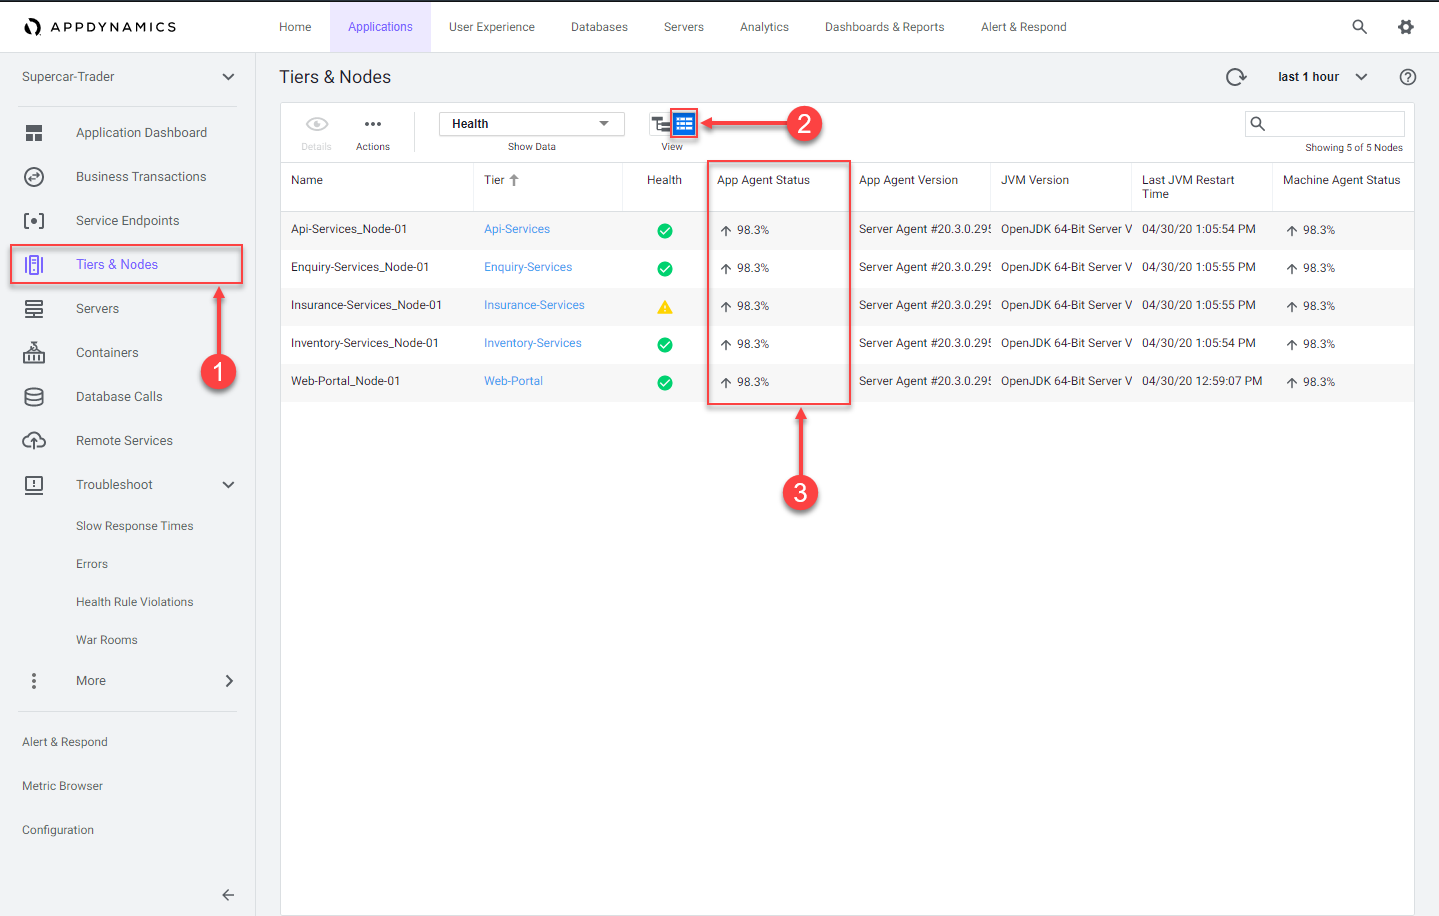 APPDYNAMICS
Home
Applications
User Experience
Databases
Servers
Analytics
Dashboards & Reports
Alert & Respond
Supercar-Trader
Application Dashboard
Business Transactions
Service Endpoints
Tiers & Nodes
Servers
Containers
Database Calls
Remote Services
Troubleshoot
Slow Response Times
Errors
Health Rule Violations
War Rooms
More
Alert & Respond
Metric Browser
Configuration
1
Tiers & Nodes
last 1 hour
?
Details
Actions
Health
Show Data
View
2
Showing 5 of 5 Nodes
Name Tier Health App Agent Status App Agent Version JVM Version Last JVM Restart Machine Agent Status
Time
Api-Services_Node-01 Api-Services 98.3% Server Agent #20.3.0.295 OpenJDK 64-Bit Server V 04/30/20 1:05:54 PM 98.3%
Enquiry-Services_Node-01 Enquiry-Services 98.3% Server Agent #20.3.0.295 OpenJDK 64-Bit Server V 04/30/20 1:05:55 PM 98.3%
Insurance-Services_Node-01 Insurance-Services 98.3% Server Agent #20.3.0.295 OpenJDK 64-Bit Server V 04/30/20 1:05:55 PM 98.3%
Inventory-Services_Node-01 Inventory-Services 98.3% Server Agent #20.3.0.295 OpenJDK 64-Bit Server V 04/30/20 1:05:54 PM 98.3%
Web-Portal_Node-01 Web-Portal 98.3% Server Agent #20.3.0.295 OpenJDK 64-Bit Server V 04/30/20 12:59:07 PM 98.3%
3